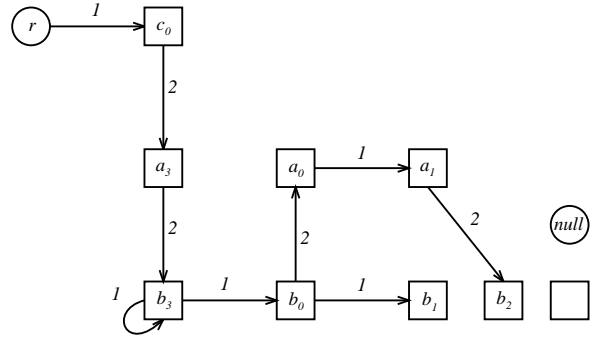 r 1 c₀
2
a₃ a₀ 1 a₁
2 2 2 null
1 b₃ 1 b₀ 1 b₁ b₂